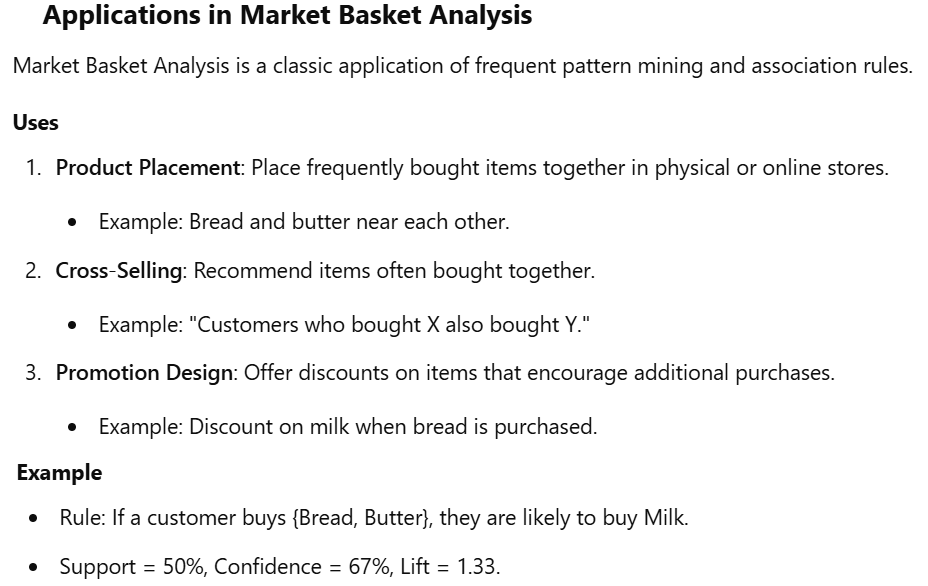 Applications in Market Basket Analysis
Market Basket Analysis is a classic application of frequent pattern mining and association rules.
Uses
1. Product Placement: Place frequently bought items together in physical or online stores.
• Example: Bread and butter near each other.
2. Cross-Selling: Recommend items often bought together.
• Example: "Customers who bought X also bought Y."
3. Promotion Design: Offer discounts on items that encourage additional purchases.
• Example: Discount on milk when bread is purchased.
Example
• Rule: If a customer buys {Bread, Butter}, they are likely to buy Milk.
• Support = 50%, Confidence = 67%, Lift = 1.33.